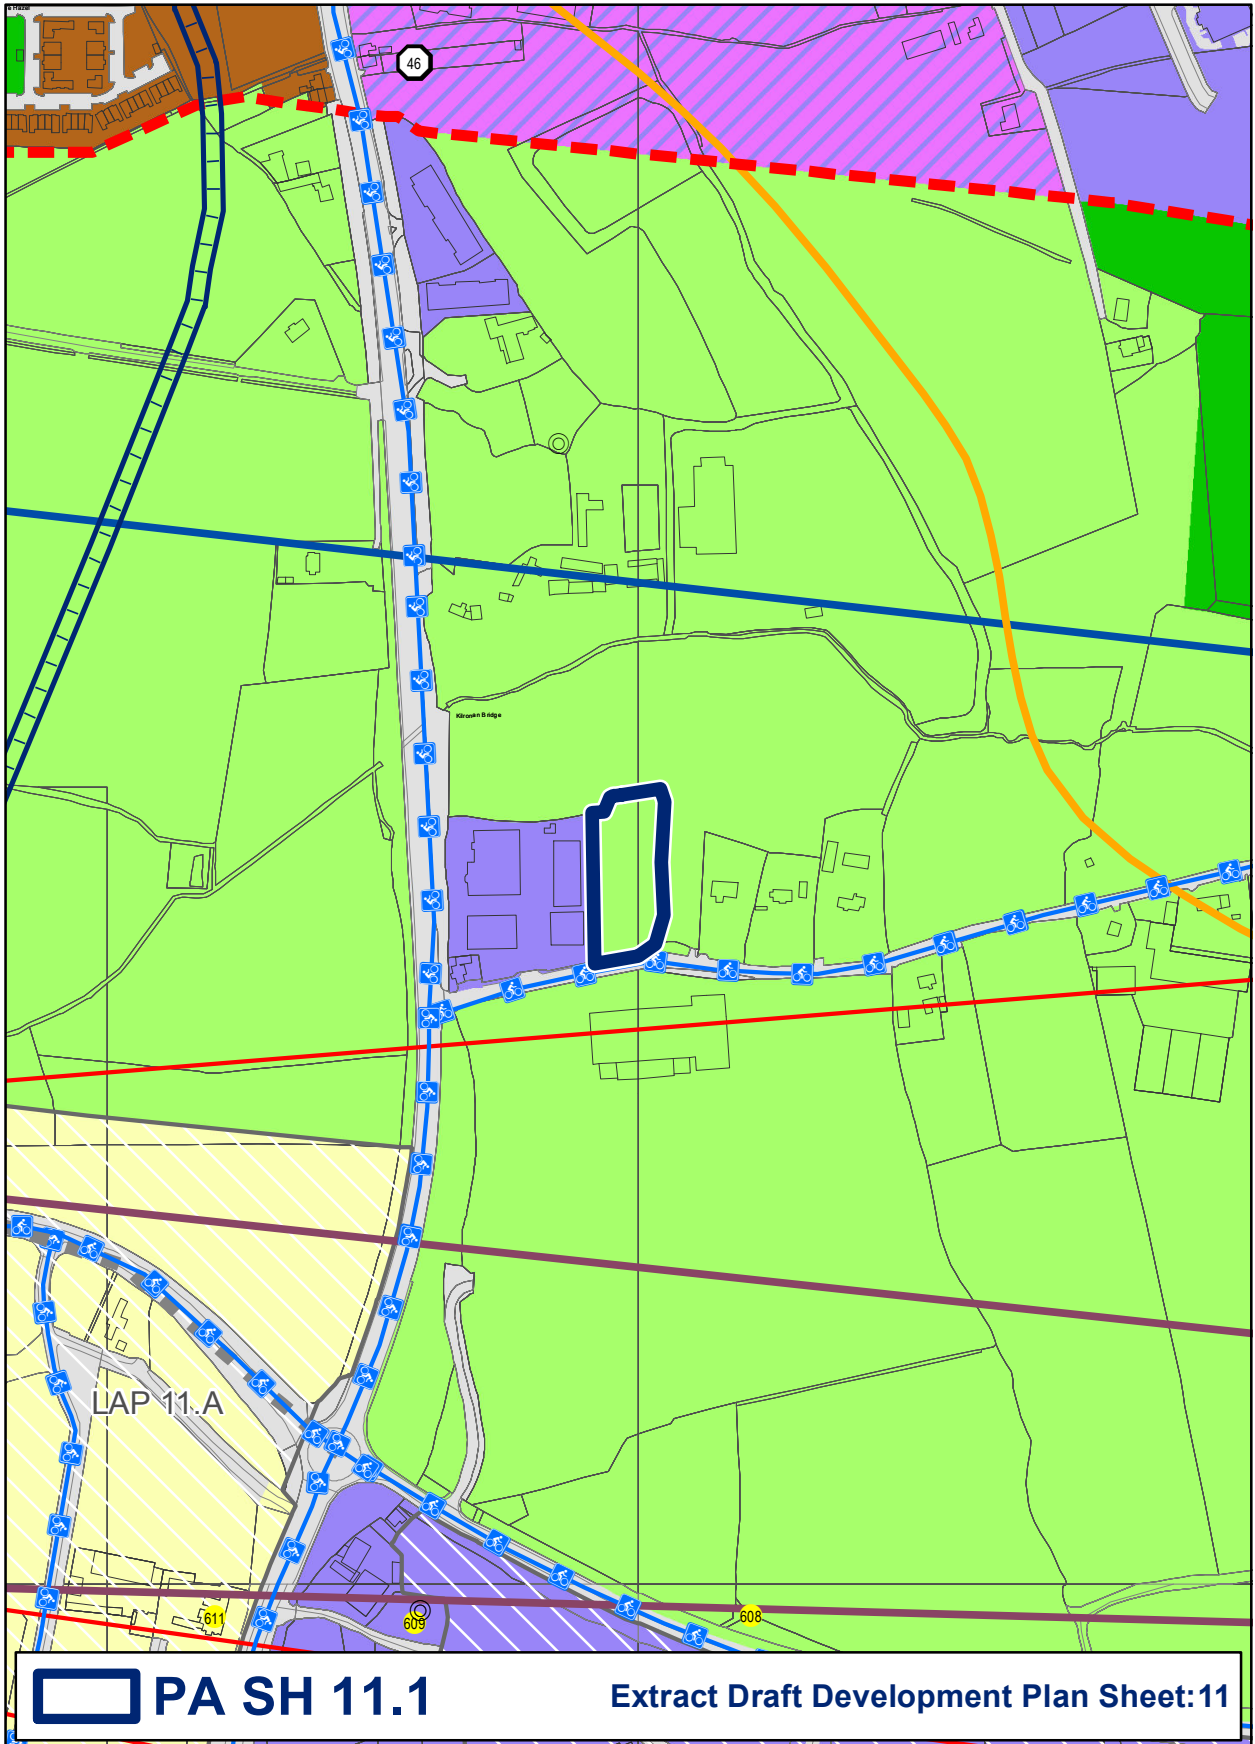 46
Kilronan Bridge
LAP 11.A
611
609
608
PA SH 11.1
Extract Draft Development Plan Sheet:11